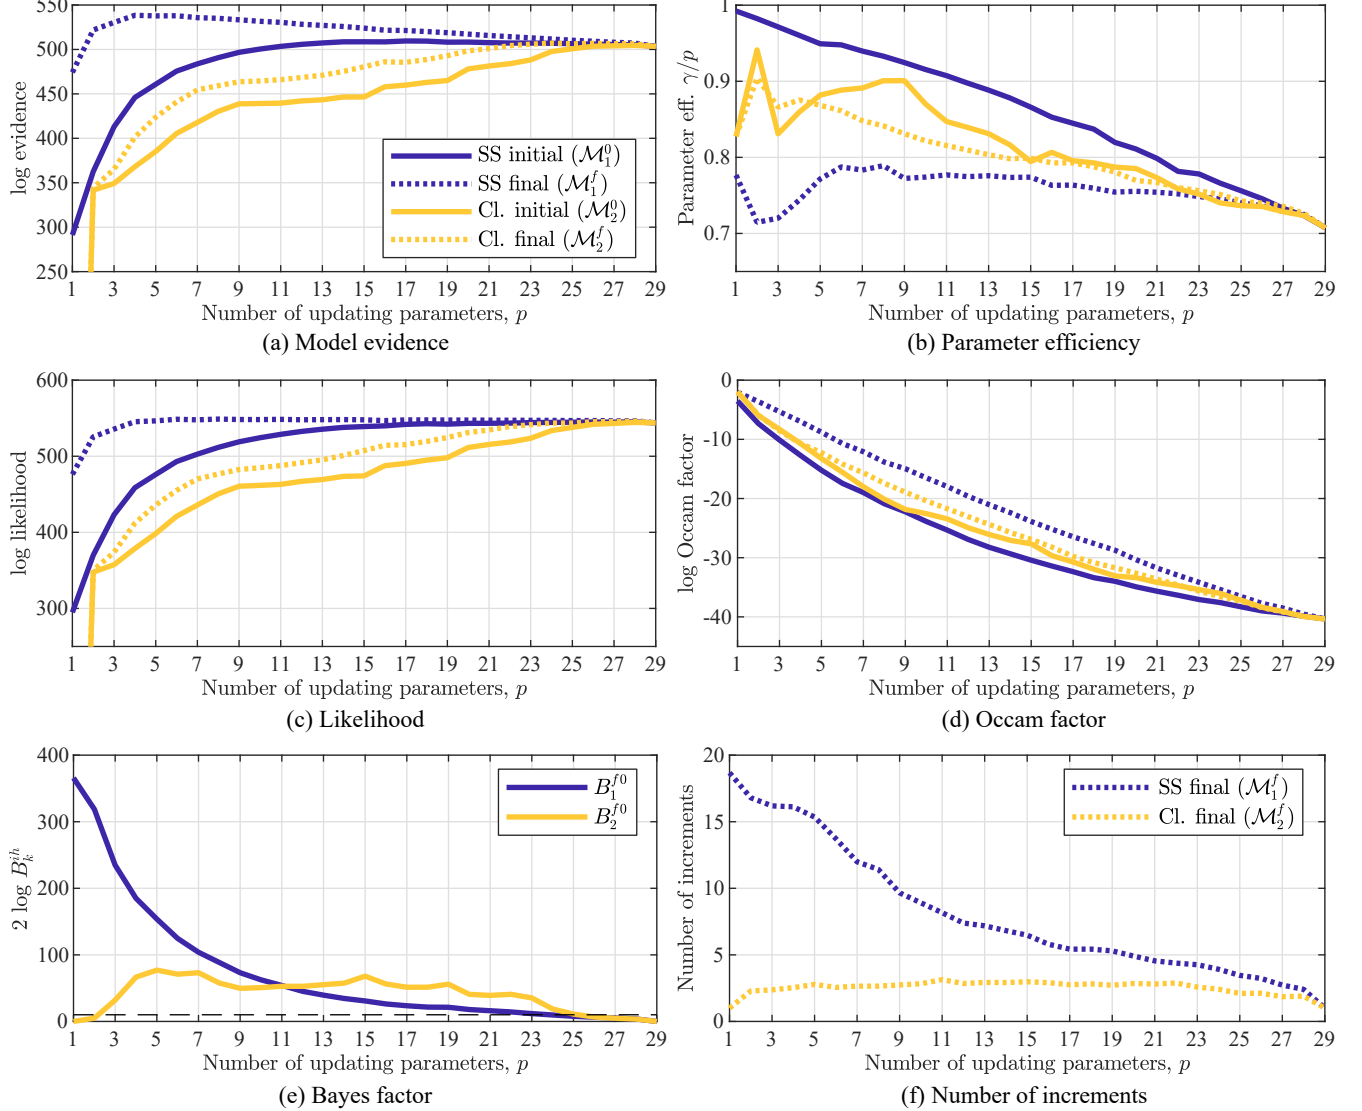 550
500
450
400
350
300
250
log evidence
SS initial (ℳ₁⁰)
SS final (ℳ₁ᶠ)
Cl. initial (ℳ₂⁰)
Cl. final (ℳ₂ᶠ)
1 3 5 7 9 11 13 15 17 19 21 23 25 27 29
Number of updating parameters, p
(a) Model evidence
1
0.9
0.8
0.7
Parameter eff. γ/p
1 3 5 7 9 11 13 15 17 19 21 23 25 27 29
Number of updating parameters, p
(b) Parameter efficiency
600
500
400
300
log likelihood
1 3 5 7 9 11 13 15 17 19 21 23 25 27 29
Number of updating parameters, p
(c) Likelihood
0
-10
-20
-30
-40
log Occam factor
1 3 5 7 9 11 13 15 17 19 21 23 25 27 29
Number of updating parameters, p
(d) Occam factor
400
300
200
100
0
2 log Bₖⁱʰ
B₁ᶠ⁰
B₂ᶠ⁰
1 3 5 7 9 11 13 15 17 19 21 23 25 27 29
Number of updating parameters, p
(e) Bayes factor
20
15
10
5
0
Number of increments
SS final (ℳ₁ᶠ)
Cl. final (ℳ₂ᶠ)
1 3 5 7 9 11 13 15 17 19 21 23 25 27 29
Number of updating parameters, p
(f) Number of increments